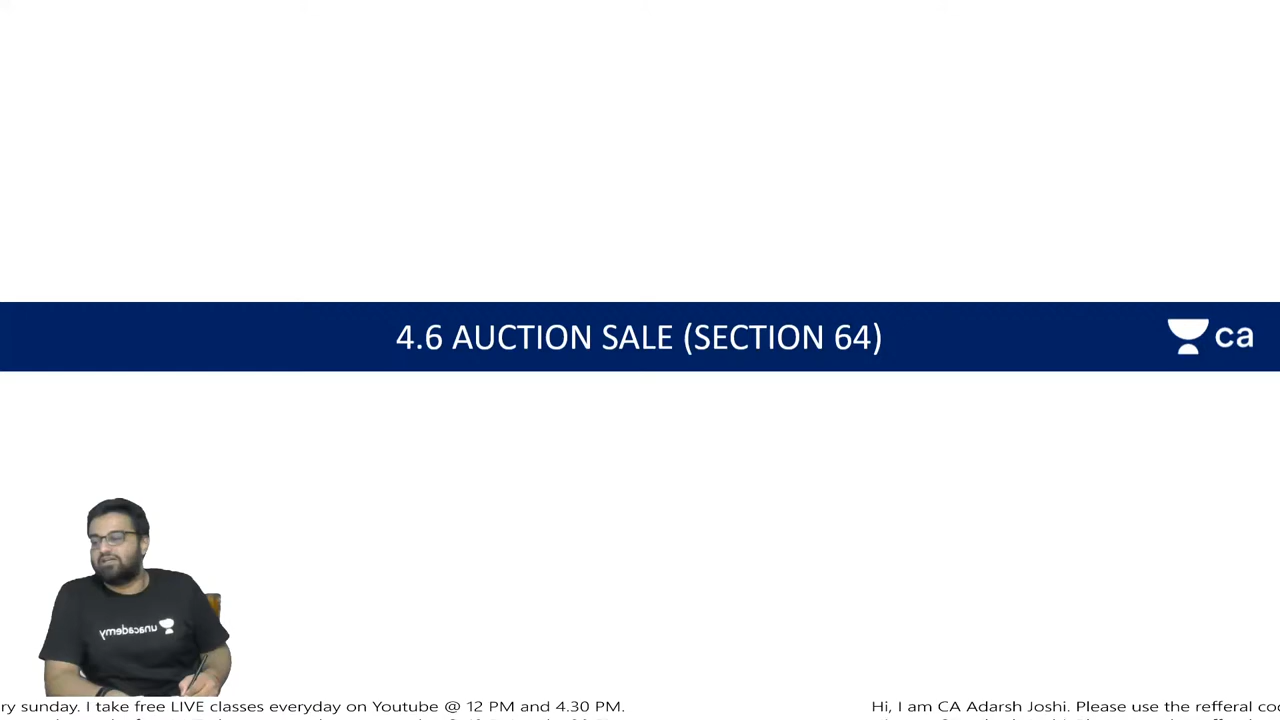 4.6 AUCTION SALE (SECTION 64)
ca
unacademy
ry sunday. I take free LIVE classes everyday on Youtube @ 12 PM and 4.30 PM.
Hi, I am CA Adarsh Joshi. Please use the refferal co